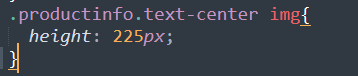 .productinfo.text-center img{
  height: 225px;
}